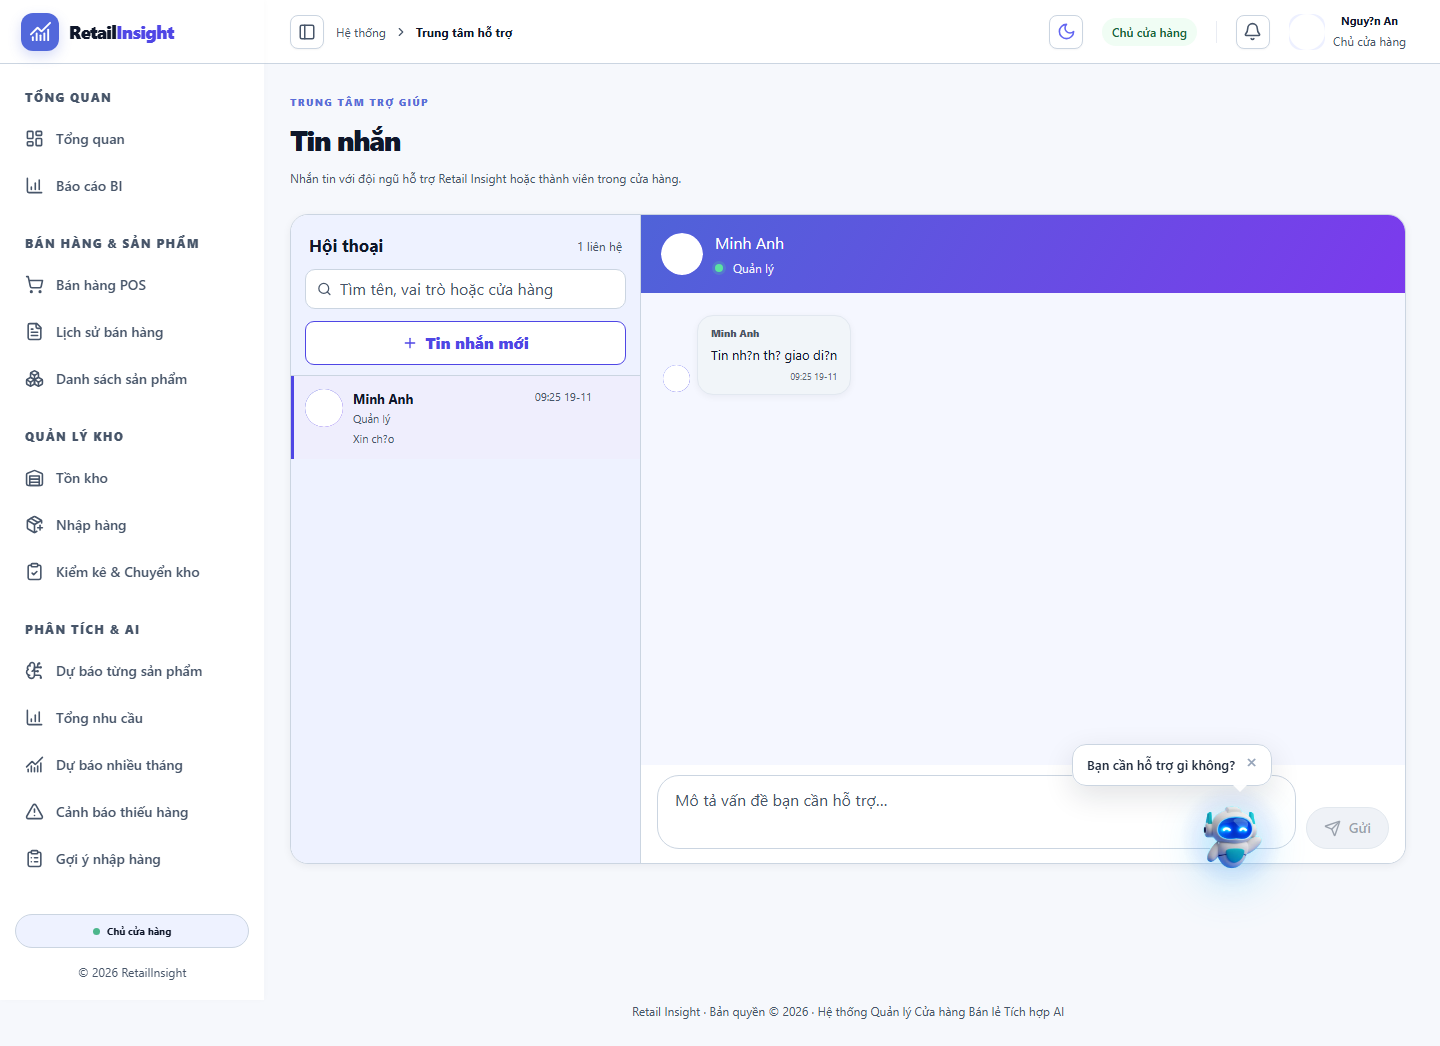 RetailInsight
Hệ thống
Trung tâm hỗ trợ
Chủ cửa hàng
Nguy?n An
Chủ cửa hàng
TỔNG QUAN
Tổng quan
Báo cáo BI
BÁN HÀNG & SẢN PHẨM
Bán hàng POS
Lịch sử bán hàng
Danh sách sản phẩm
QUẢN LÝ KHO
Tồn kho
Nhập hàng
Kiểm kê & Chuyển kho
PHÂN TÍCH & AI
Dự báo từng sản phẩm
Tổng nhu cầu
Dự báo nhiều tháng
Cảnh báo thiếu hàng
Gợi ý nhập hàng
Chủ cửa hàng
© 2026 RetailInsight
TRUNG TÂM TRỢ GIÚP
Tin nhắn
Nhắn tin với đội ngũ hỗ trợ Retail Insight hoặc thành viên trong cửa hàng.
Hội thoại
1 liên hệ
Tìm tên, vai trò hoặc cửa hàng
Tin nhắn mới
Minh Anh
09:25 19-11
Quản lý
Xin ch?o
Minh Anh
Quản lý
Minh Anh
Tin nh?n th? giao di?n
09:25 19-11
Bạn cần hỗ trợ gì không?
Mô tả vấn đề bạn cần hỗ trợ...
Gửi
Retail Insight · Bản quyền © 2026 · Hệ thống Quản lý Cửa hàng Bán lẻ Tích hợp AI